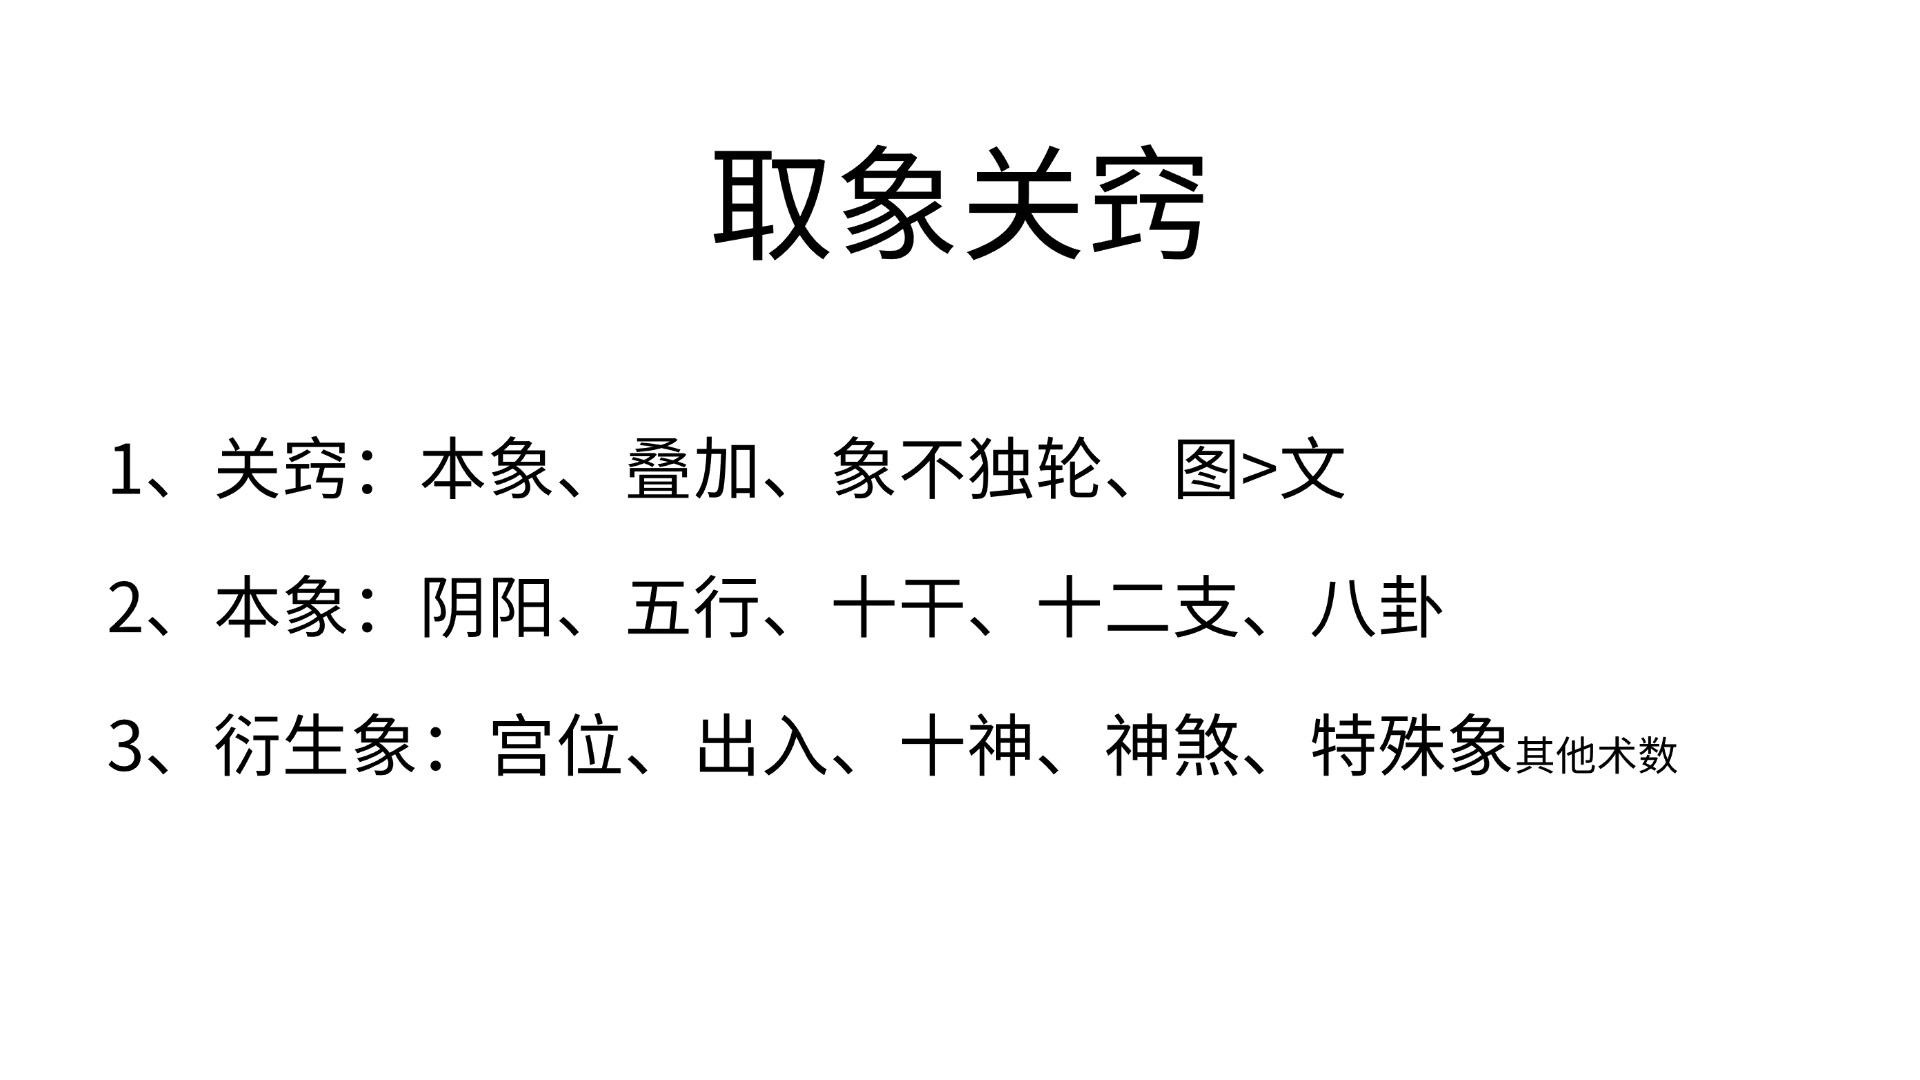 取象关窍
1、关窍：本象、叠加、象不独轮、图>文
2、本象：阴阳、五行、十干、十二支、八卦
3、衍生象：宫位、出入、十神、神煞、特殊象其他术数